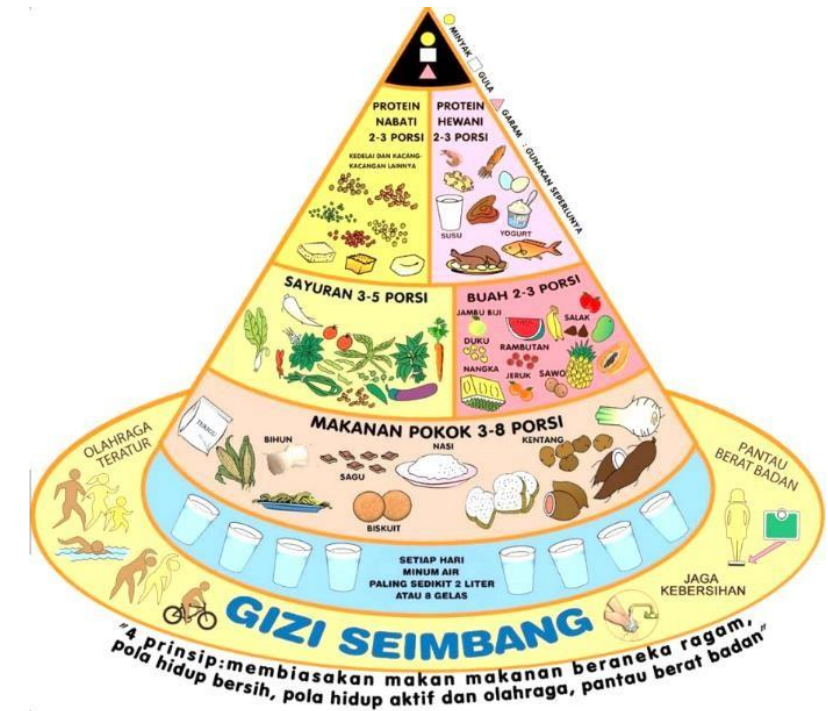 MINYAK GULA GARAM : GUNAKAN SEPERLUNYA
PROTEIN
NABATI
2-3 PORSI
KEDELAI DAN KACANG-
KACANGAN LAINNYA
PROTEIN
HEWANI
2-3 PORSI
SUSU
YOGURT
SAYURAN 3-5 PORSI
BUAH 2-3 PORSI
JAMBU BIJI
SALAK
DUKU
RAMBUTAN
NANGKA
JERUK
SAWO
MAKANAN POKOK 3-8 PORSI
TERIGU
BIHUN
NASI
KENTANG
SAGU
BISKUIT
OLAHRAGA
TERATUR
PANTAU
BERAT BADAN
SETIAP HARI
MINUM AIR
PALING SEDIKIT 2 LITER
ATAU 8 GELAS
JAGA
KEBERSIHAN
GIZI SEIMBANG
"4 prinsip:membiasakan makan makanan beraneka ragam,
pola hidup bersih, pola hidup aktif dan olahraga, pantau berat badan"